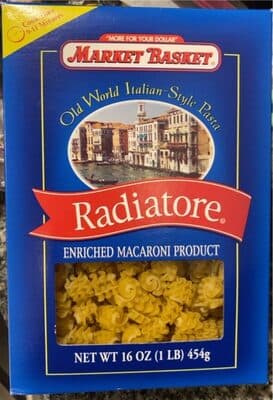 "MORE FOR YOUR DOLLAR"
MARKET BASKET
Old World Italian-Style Pasta
Radiatore®
ENRICHED MACARONI PRODUCT
NET WT 16 OZ (1 LB) 454g